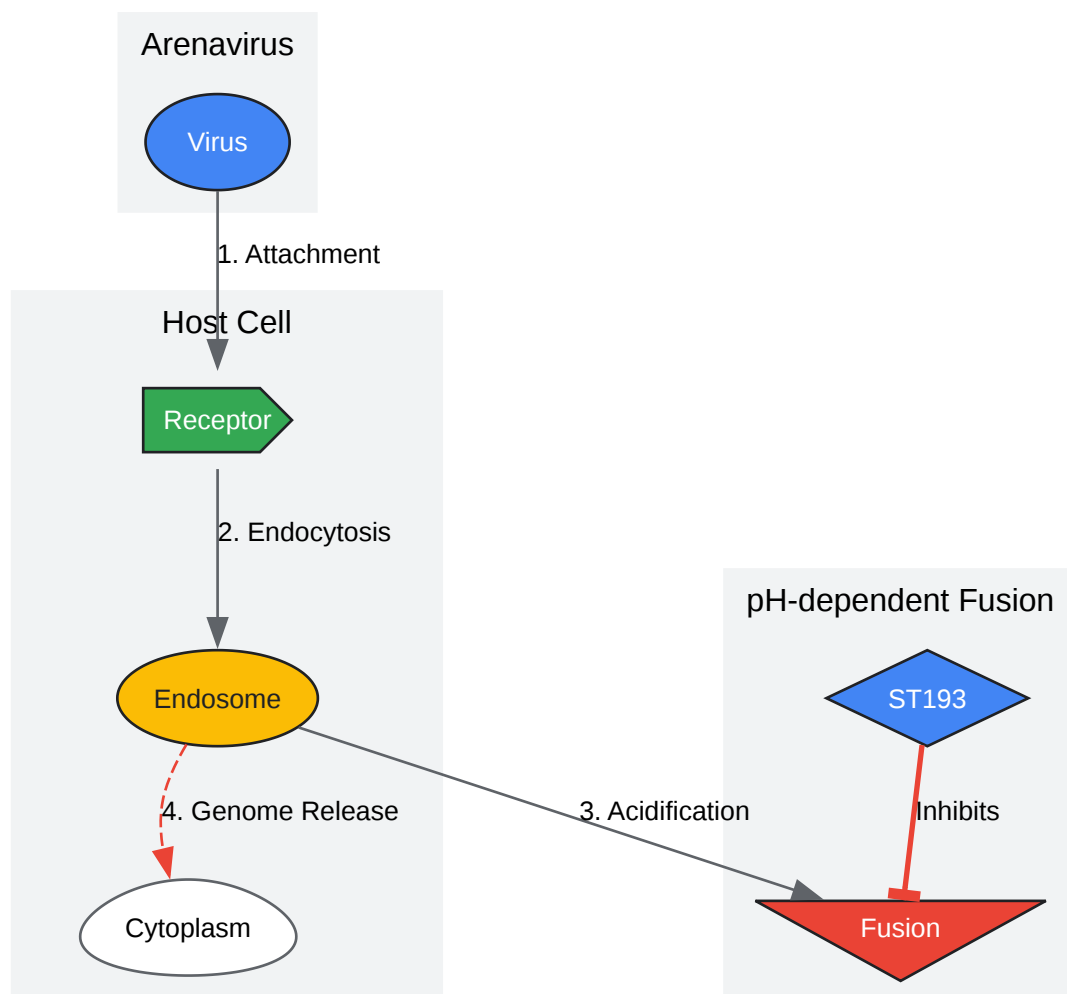 Arenavirus
Virus
1. Attachment
Host Cell
Receptor
2. Endocytosis
pH-dependent Fusion
Endosome
ST193
4. Genome Release
3. Acidification
Inhibits
Cytoplasm
Fusion